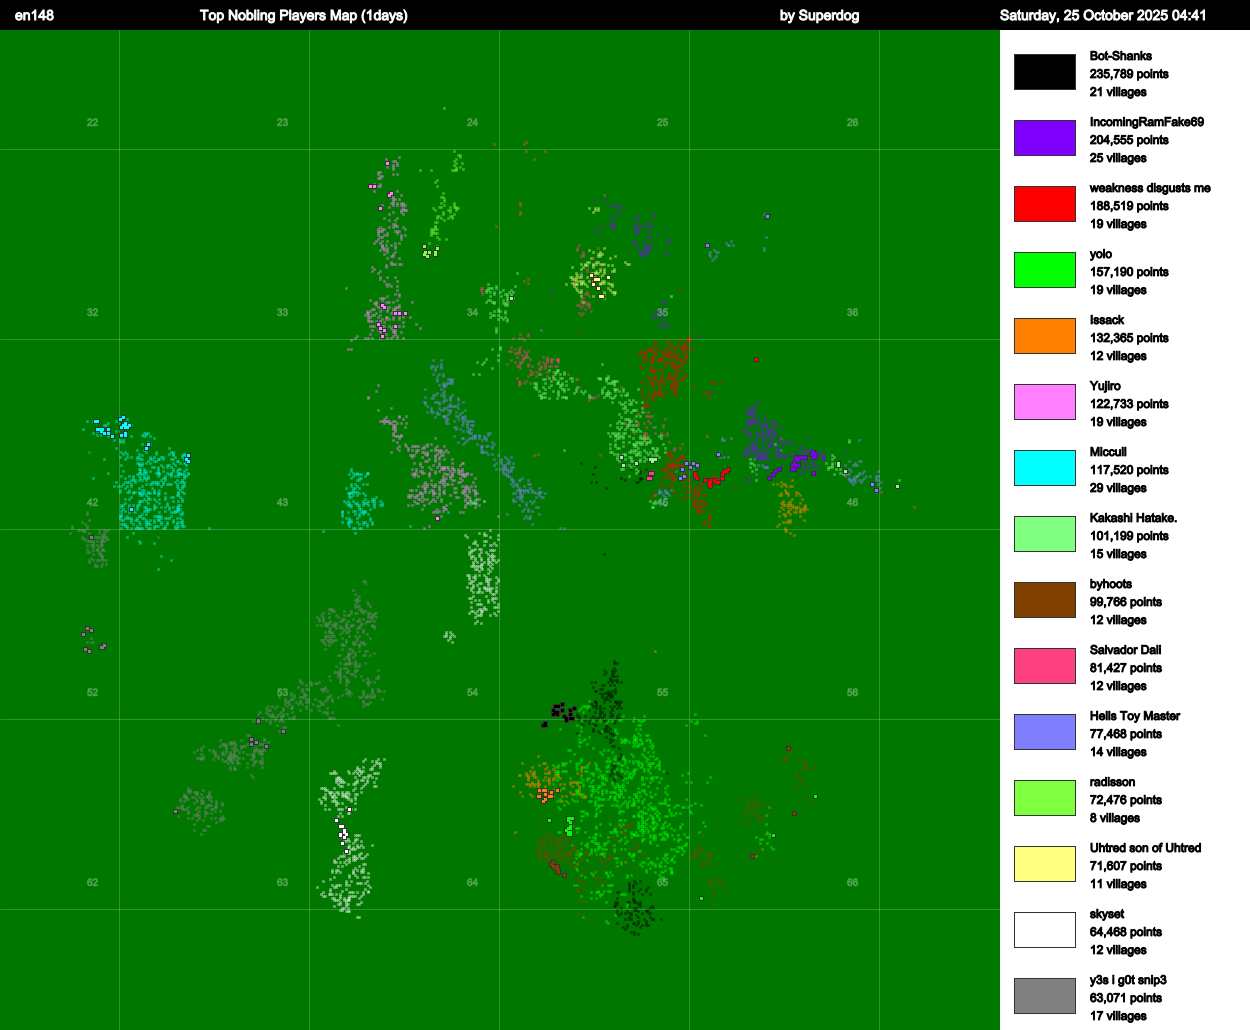 en148
Top Nobling Players Map (1days)
by Superdog
Saturday, 25 October 2025 04:41
22 23 24 25 26
32 33 34 35 36
42 43 44 45 46
52 53 54 55 56
62 63 64 65 66
Bot-Shanks
235,789 points
21 villages
IncomingRamFake69
204,555 points
25 villages
weakness disgusts me
188,519 points
19 villages
yolo
157,190 points
19 villages
Issack
132,365 points
12 villages
Yujiro
122,733 points
19 villages
Miccull
117,520 points
29 villages
Kakashi Hatake.
101,199 points
15 villages
byhoots
99,766 points
12 villages
Salvador Dali
81,427 points
12 villages
Hells Toy Master
77,468 points
14 villages
radisson
72,476 points
8 villages
Uhtred son of Uhtred
71,607 points
11 villages
skyset
64,468 points
12 villages
y3s i g0t snip3
63,071 points
17 villages